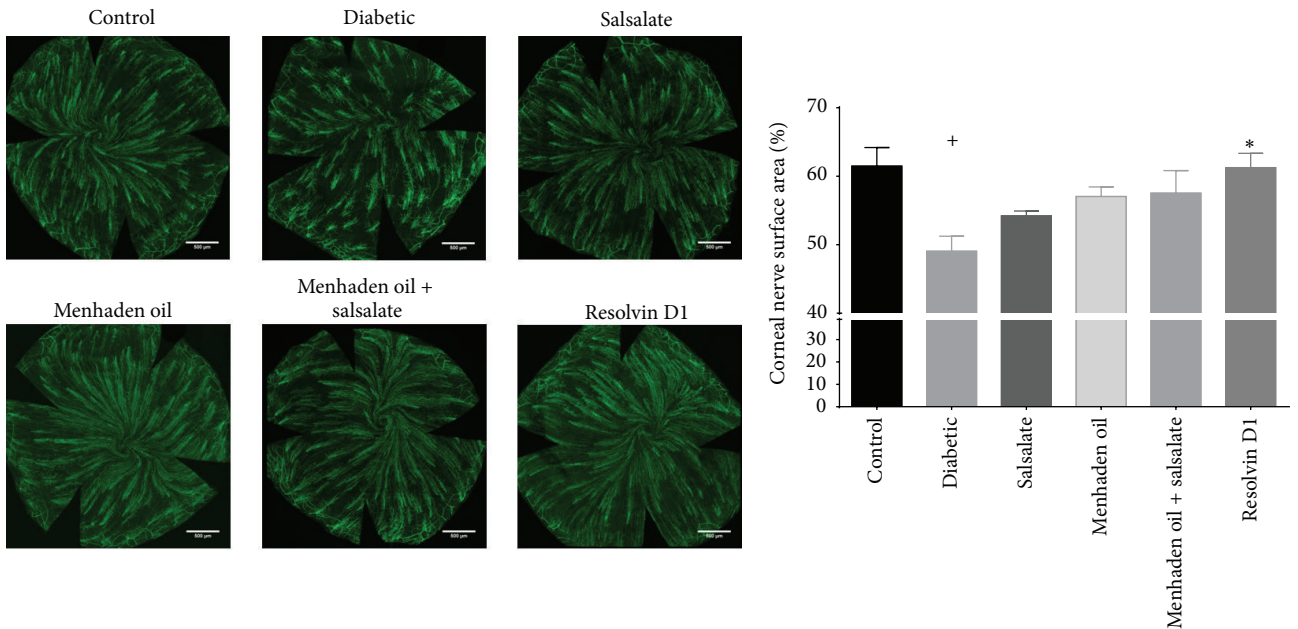 Control
Diabetic
Salsalate
500 μm
500 μm
500 μm
Menhaden oil
Menhaden oil +
salsalate
Resolvin D1
500 μm
500 μm
500 μm
Corneal nerve surface area (%)
70
60
50
40
30
20
10
0
+
*
Control
Diabetic
Salsalate
Menhaden oil
Menhaden oil + salsalate
Resolvin D1